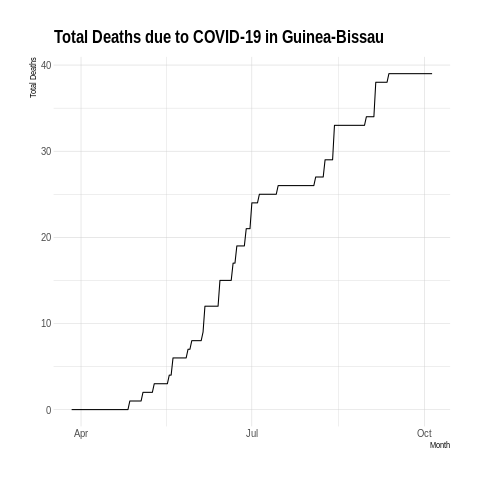 Total Deaths due to COVID-19 in Guinea-Bissau
Total Deaths
40
30
20
10
0
Apr
Jul
Oct
Month